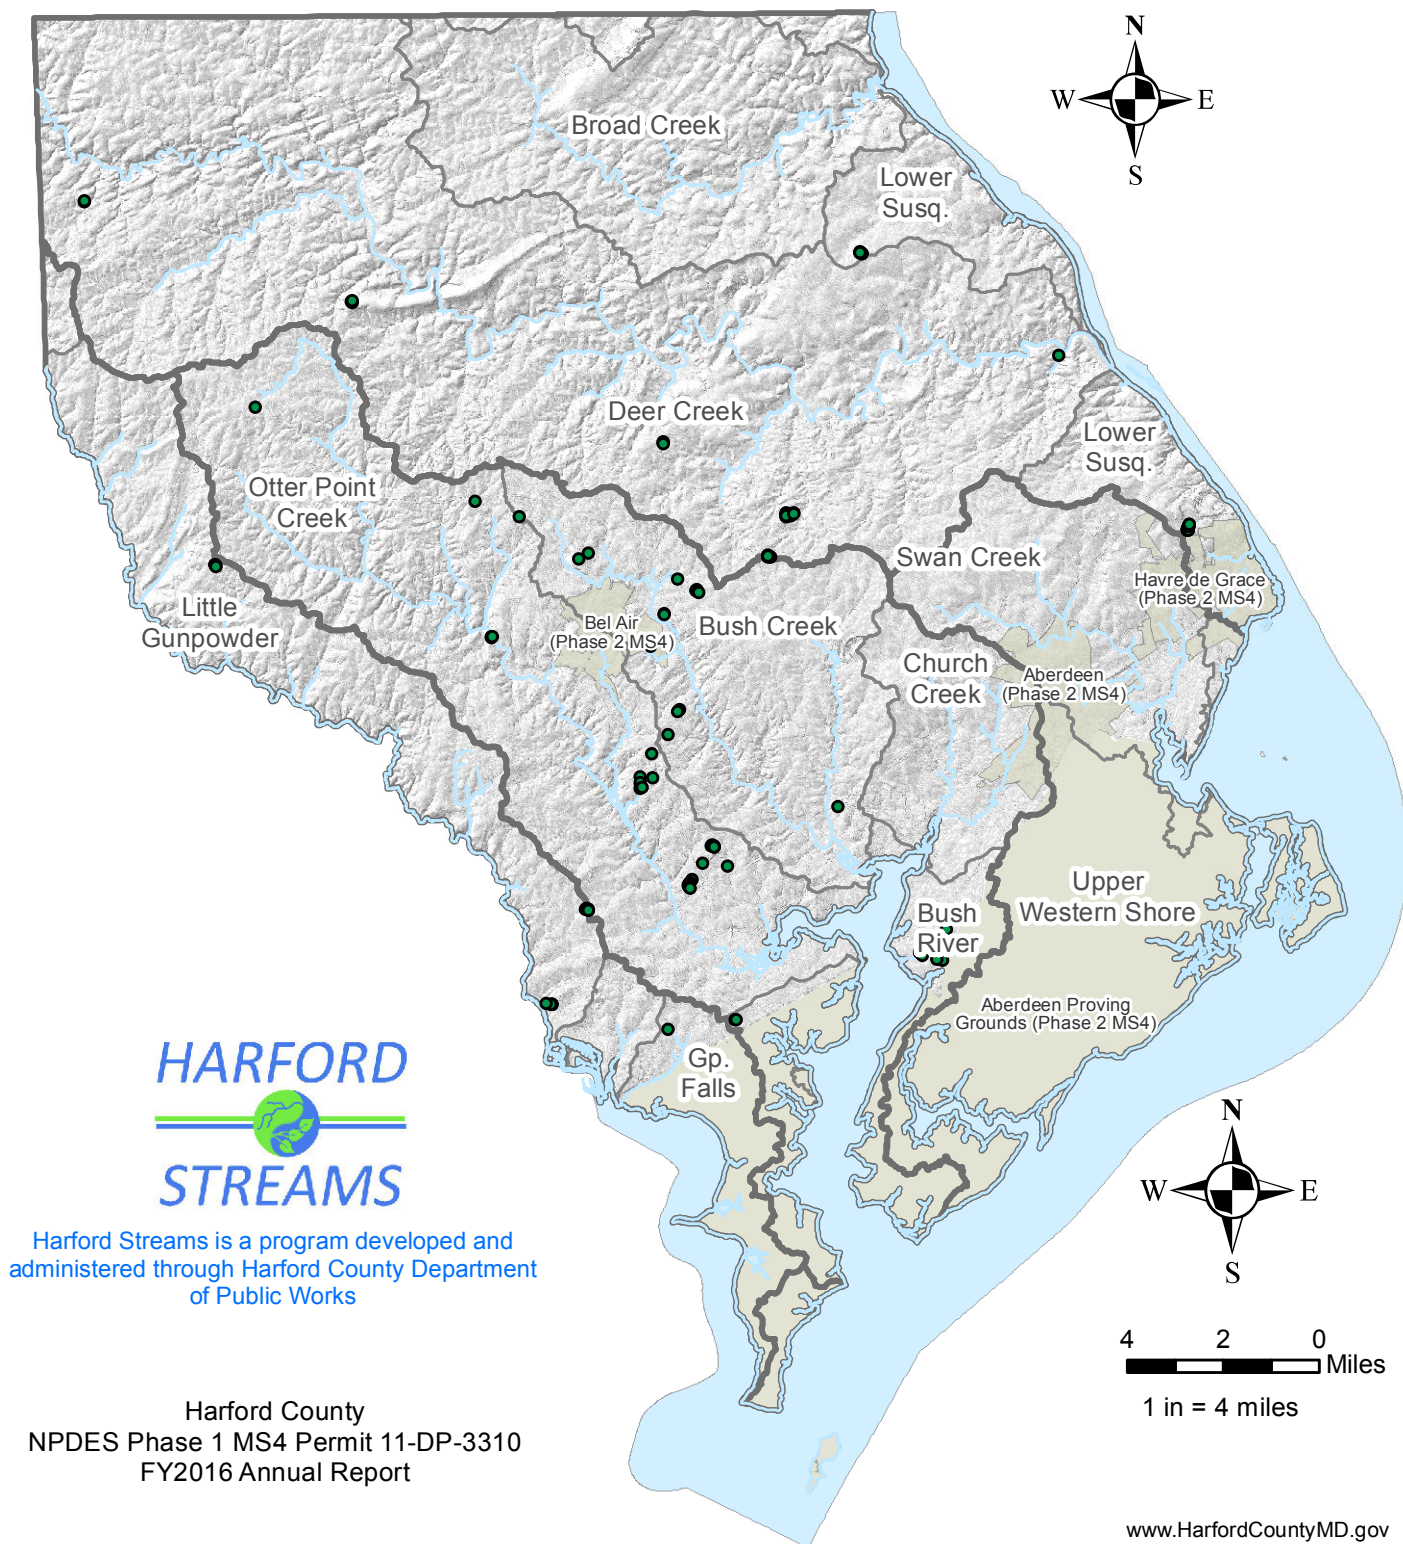 N
W E
S
Broad Creek
Lower
Susq.
Deer Creek
Lower
Susq.
Otter Point
Creek
Swan Creek
Havre de Grace
(Phase 2 MS4)
Little
Gunpowder
Bel Air
(Phase 2 MS4)
Bush Creek
Church
Creek
Aberdeen
(Phase 2 MS4)
Upper
Western Shore
Bush
River
Aberdeen Proving
Grounds (Phase 2 MS4)
Gp.
Falls
HARFORD
STREAMS
Harford Streams is a program developed and
administered through Harford County Department
of Public Works
N
W E
S
4 2 0
Miles
1 in = 4 miles
Harford County
NPDES Phase 1 MS4 Permit 11-DP-3310
FY2016 Annual Report
www.HarfordCountyMD.gov